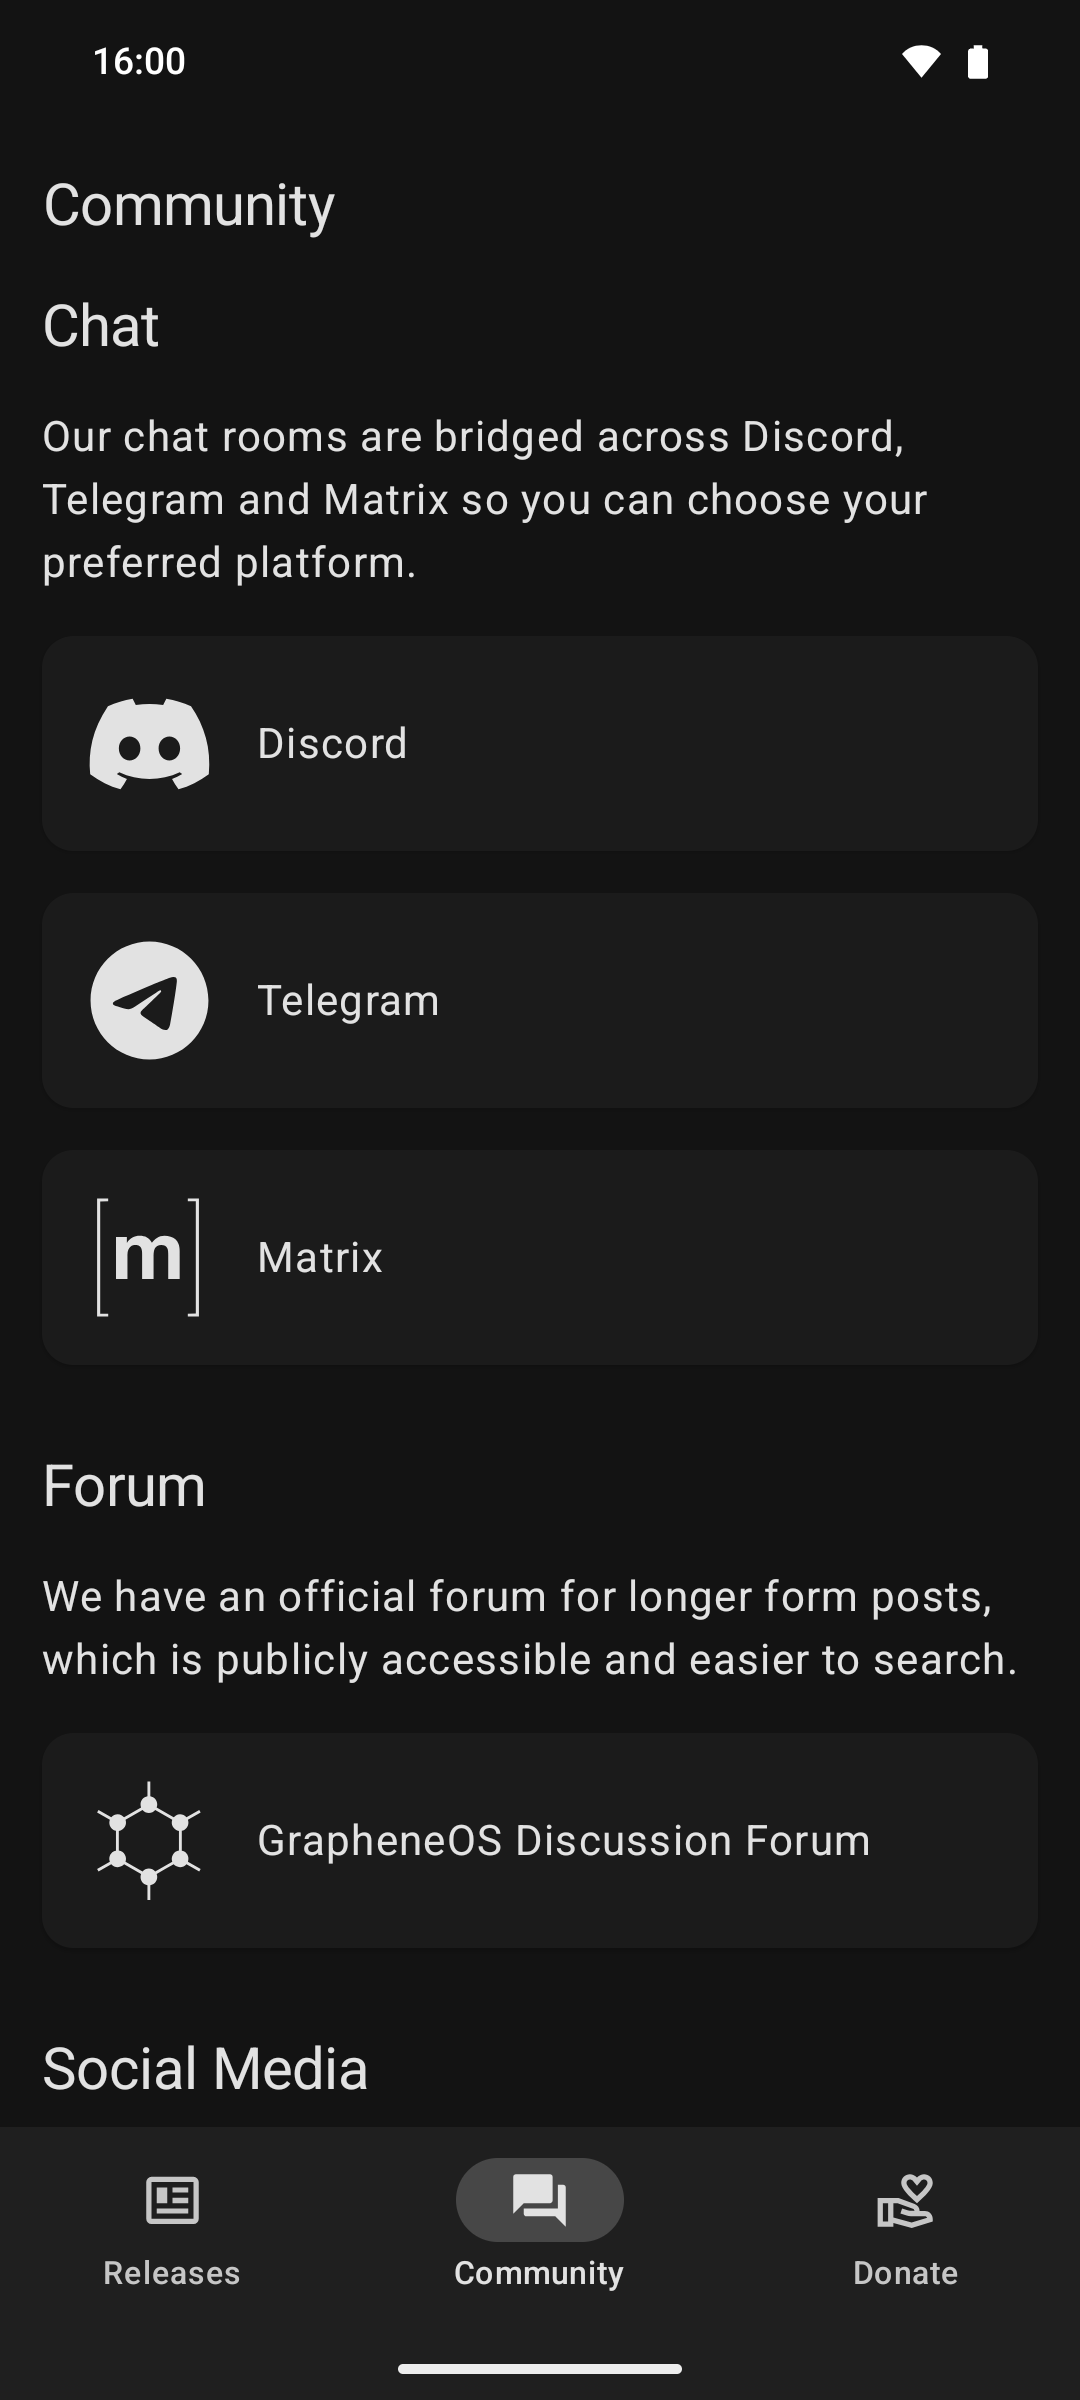 16:00
Community
Chat
Our chat rooms are bridged across Discord,
Telegram and Matrix so you can choose your
preferred platform.
Discord
Telegram
[m]
Matrix
Forum
We have an official forum for longer form posts,
which is publicly accessible and easier to search.
GrapheneOS Discussion Forum
Social Media
Releases
Community
Donate